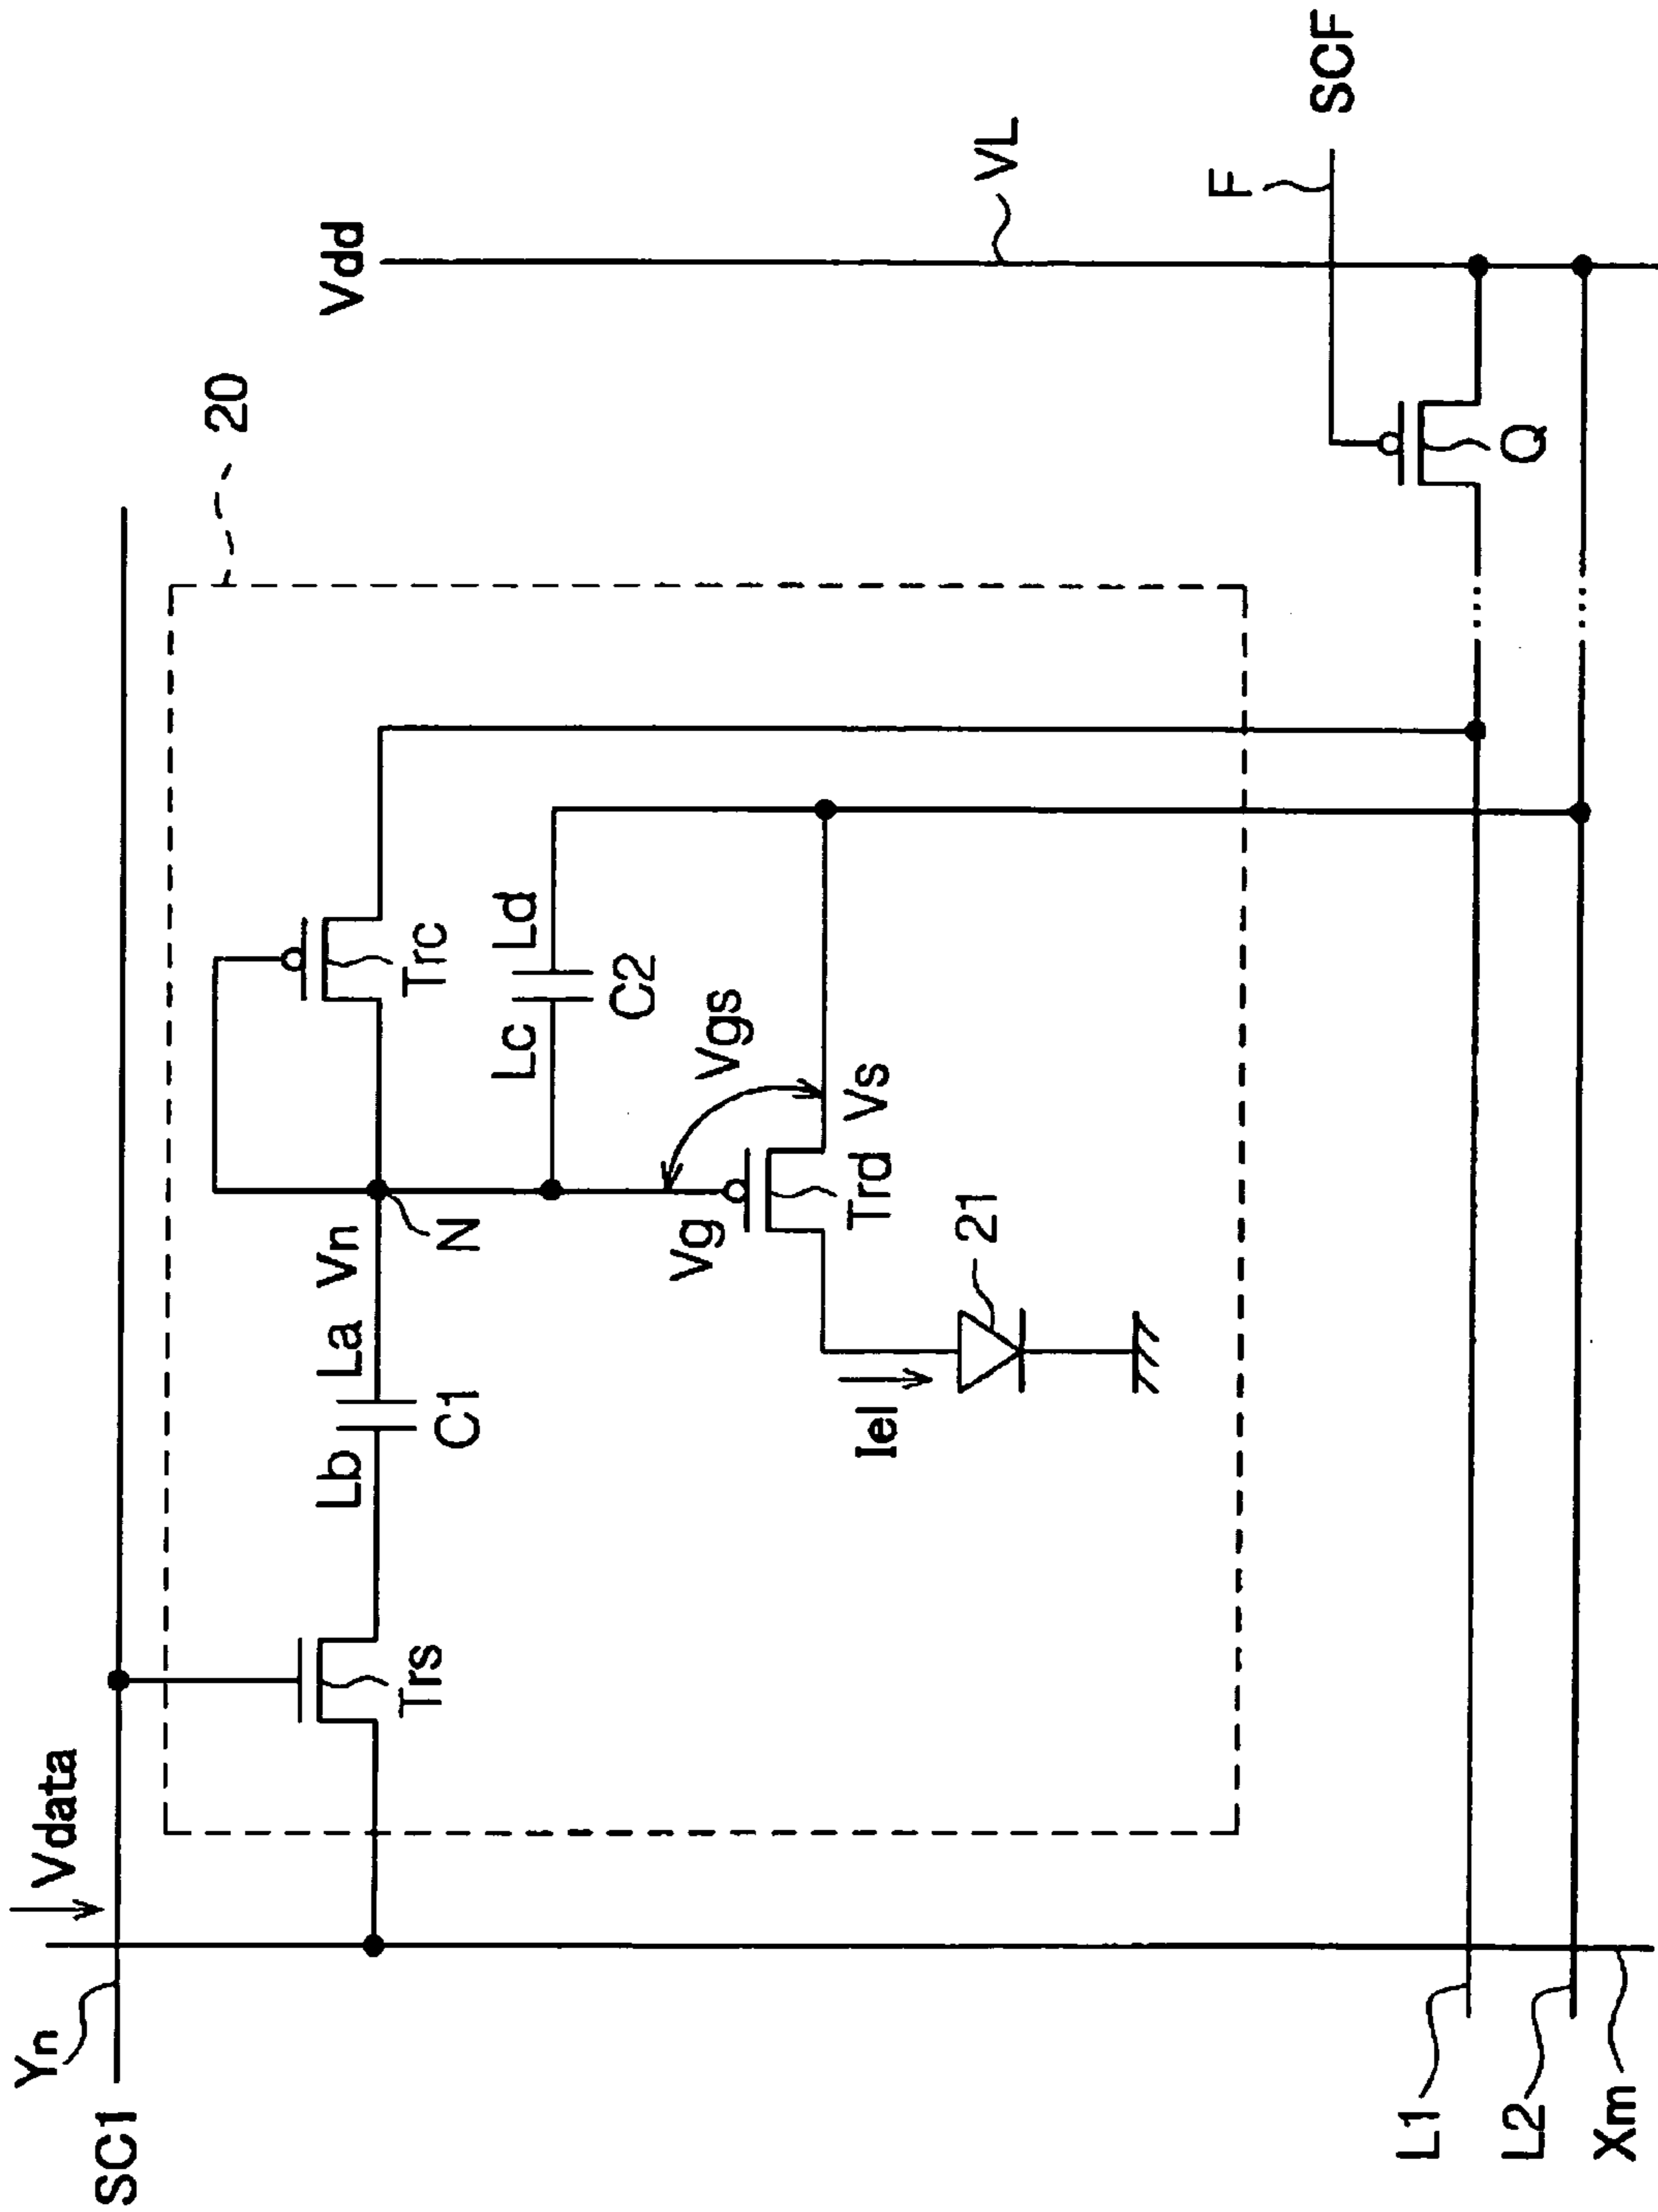 SC1
Yn
Vdata
20
Vdd
VL
F
SCF
Trs
Lb
La
C1
Vn
N
Trc
Lc
Ld
C2
Vgs
Vg
Vs
Trd
Iel
21
Q
L1
L2
Xm